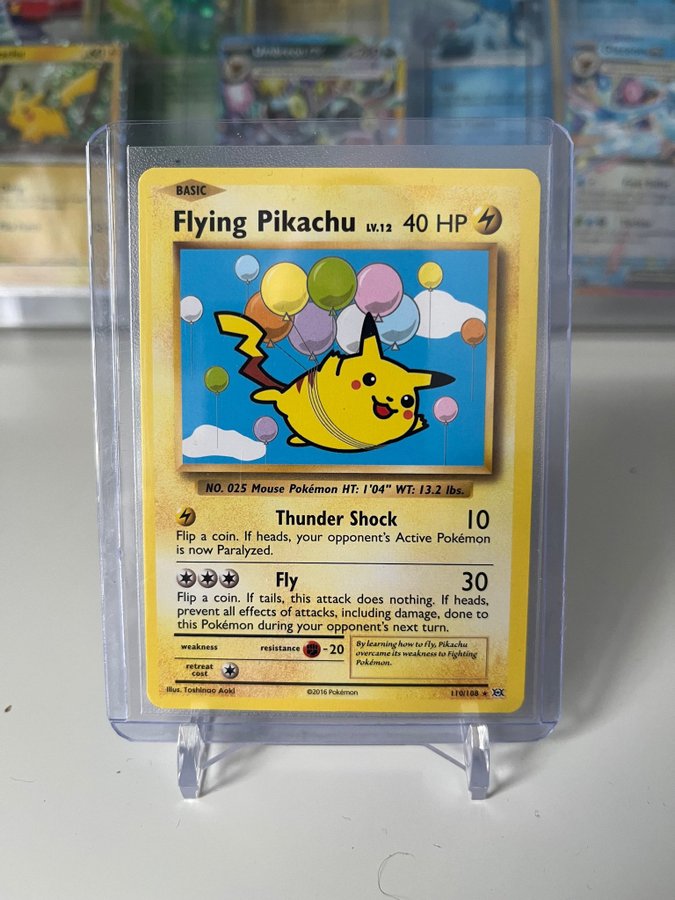 BASIC
Flying Pikachu LV.12 40 HP
NO. 025 Mouse Pokémon HT: 1'04" WT: 13.2 lbs.
Thunder Shock 10
Flip a coin. If heads, your opponent's Active Pokémon
is now Paralyzed.
Fly 30
Flip a coin. If tails, this attack does nothing. If heads,
prevent all effects of attacks, including damage, done to
this Pokémon during your opponent's next turn.
weakness resistance -20
retreat
cost
By learning how to fly, Pikachu
overcame its weakness to Fighting
Pokémon.
Illus. Toshinao Aoki ©2016 Pokémon 110/108 ★